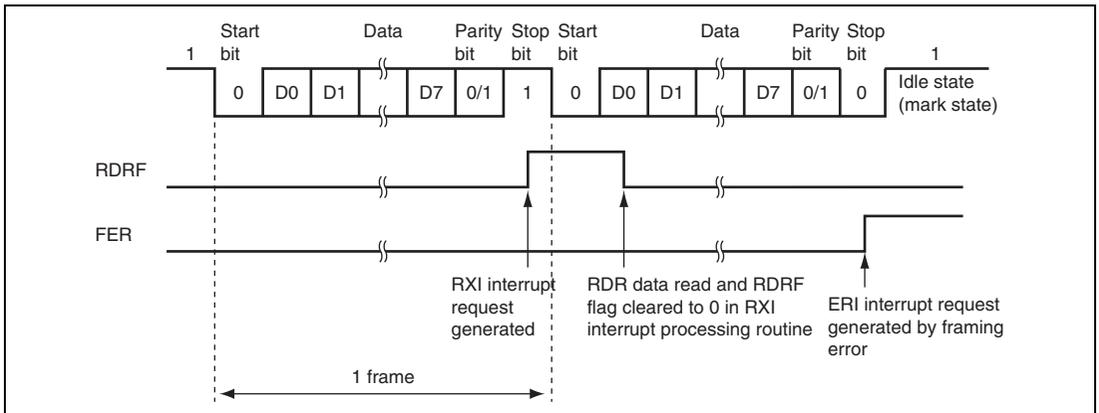 Start Data Parity Stop Start Data Parity Stop
1 bit bit bit bit bit bit 1
0 D0 D1 D7 0/1 1 0 D0 D1 D7 0/1 0 Idle state
(mark state)
RDRF
FER
RXI interrupt
request
generated
RDR data read and RDRF
flag cleared to 0 in RXI
interrupt processing routine
ERI interrupt request
generated by framing
error
1 frame